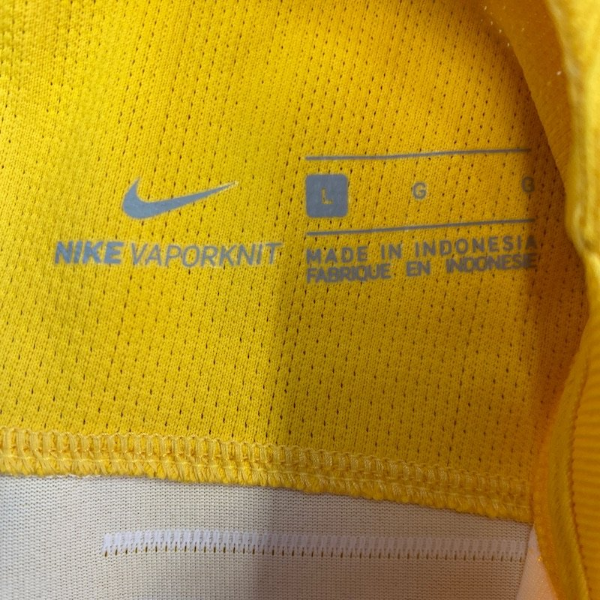 L G G
NIKE VAPORKNIT
MADE IN INDONESIA
FABRIQUE EN INDONESIE